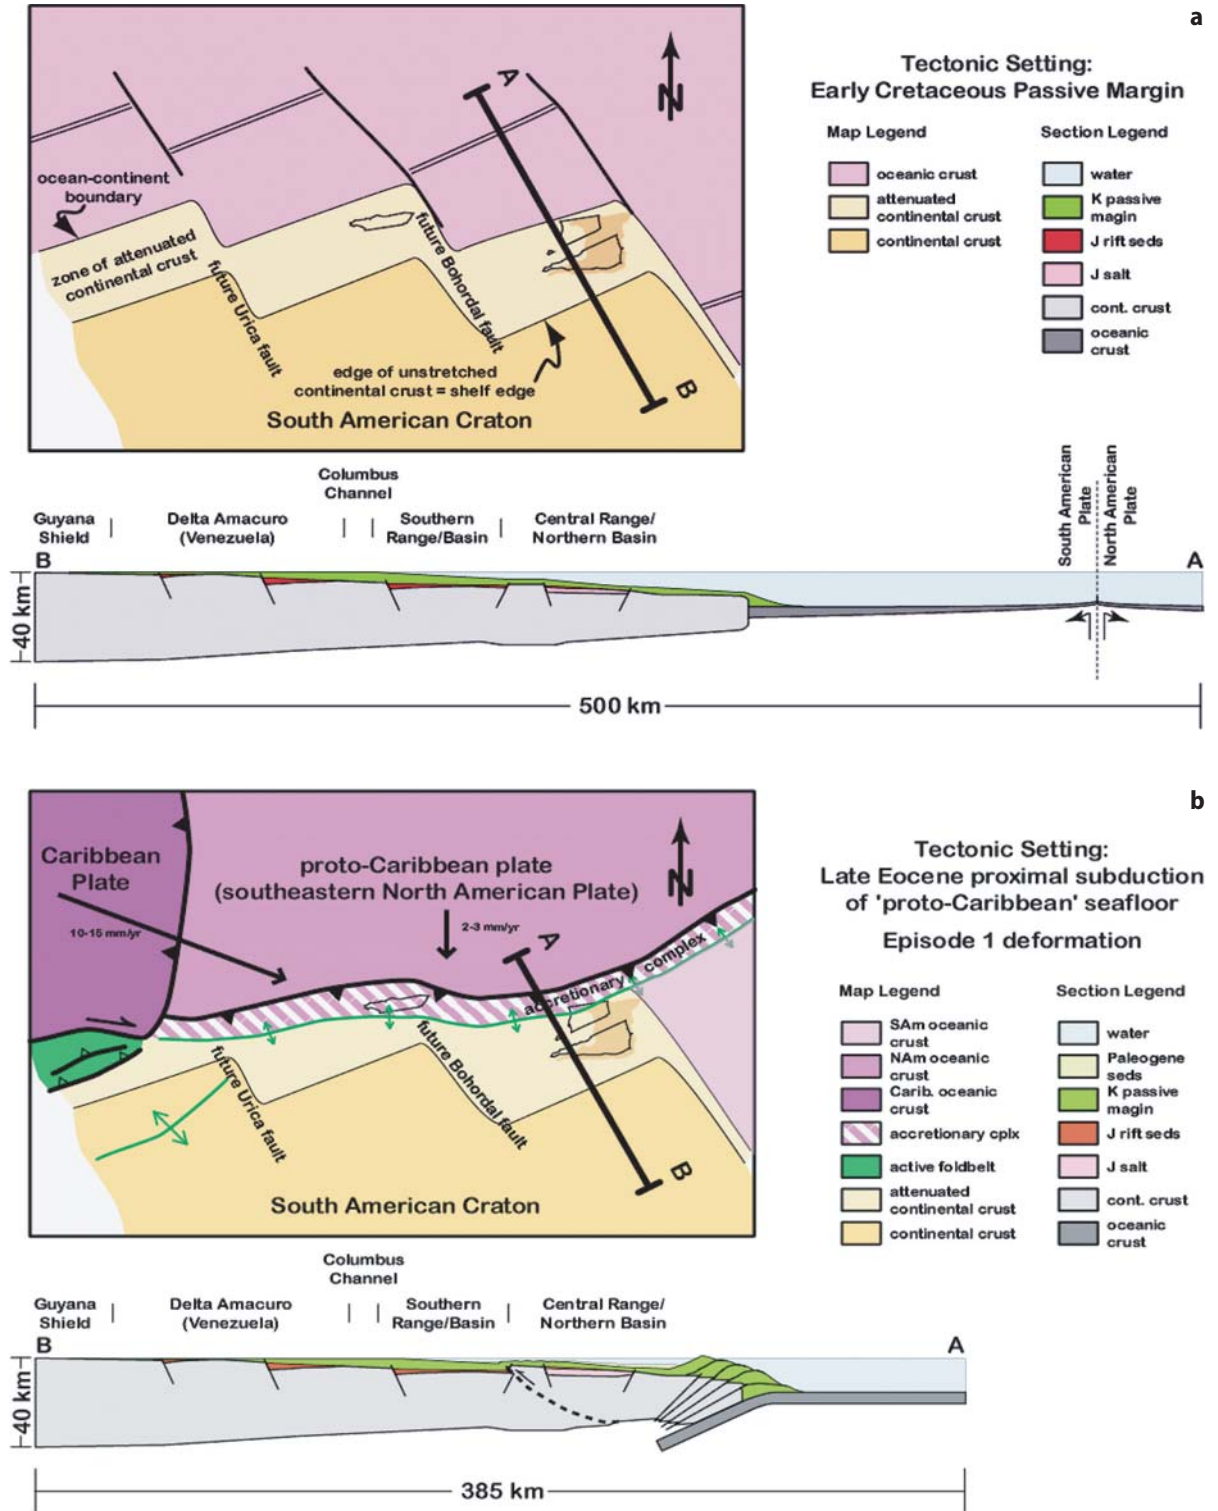 a
Tectonic Setting:
Early Cretaceous Passive Margin
Map Legend
oceanic crust
attenuated
continental crust
continental crust
Section Legend
water
K passive
magin
J rift seds
J salt
cont. crust
oceanic
crust
N
A
ocean-continent
boundary
zone of attenuated
continental crust
future Urica fault
future Bohordal fault
edge of unstretched
continental crust = shelf edge
B
South American Craton
Columbus
Channel
Guyana
Shield
Delta Amacuro
(Venezuela)
Southern
Range/Basin
Central Range/
Northern Basin
South American
Plate
North American
Plate
B
A
40 km
500 km
b
Tectonic Setting:
Late Eocene proximal subduction
of 'proto-Caribbean' seafloor
Episode 1 deformation
Map Legend
SAm oceanic
crust
NAm oceanic
crust
Carib. oceanic
crust
accretionary cplx
active foldbelt
attenuated
continental crust
continental crust
Section Legend
water
Paleogene
seds
K passive
magin
J rift seds
J salt
cont. crust
oceanic
crust
Caribbean
Plate
proto-Caribbean plate
(southeastern North American Plate)
N
10-15 mm/yr
2-3 mm/yr
A
accretionary complex
future Urica fault
future Bohordal fault
B
South American Craton
Columbus
Channel
Guyana
Shield
Delta Amacuro
(Venezuela)
Southern
Range/Basin
Central Range/
Northern Basin
B
A
40 km
385 km